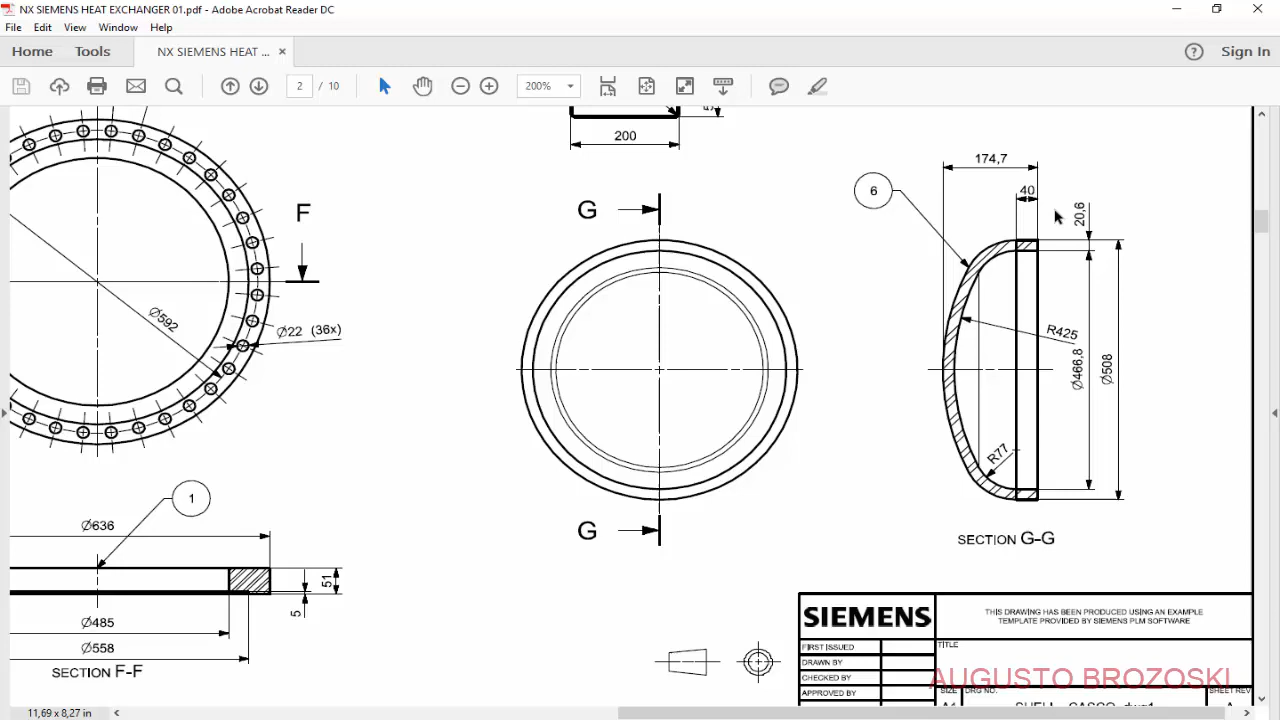 NX SIEMENS HEAT EXCHANGER 01.pdf - Adobe Acrobat Reader DC
File Edit View Window Help
Home Tools NX SIEMENS HEAT ... × Sign In
2 / 10 200%
200
F
Ø592
Ø22 (36x)
G
G
6
174,7
40
20,6
R425
Ø466,8
Ø508
R77
SECTION G-G
1
Ø636
51
5
Ø485
Ø558
SECTION F-F
SIEMENS
THIS DRAWING HAS BEEN PRODUCED USING AN EXAMPLE
TEMPLATE PROVIDED BY SIEMENS PLM SOFTWARE
FIRST ISSUED
TITLE
DRAWN BY
CHECKED BY
AUGUSTO BROZOSKI
APPROVED BY
SIZE DRG NO. SHEET REV
11,69 x 8,27 in